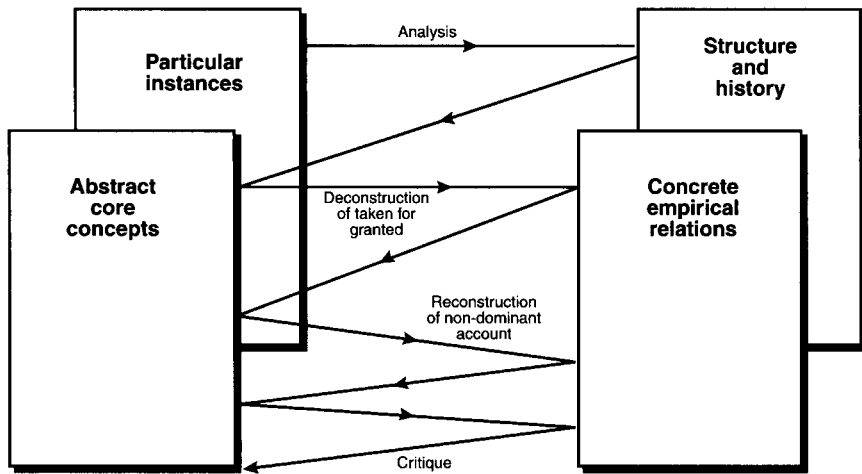 Particular
instances
Analysis
Structure
and
history
Abstract
core
concepts
Deconstruction
of taken for
granted
Concrete
empirical
relations
Reconstruction
of non-dominant
account
Critique